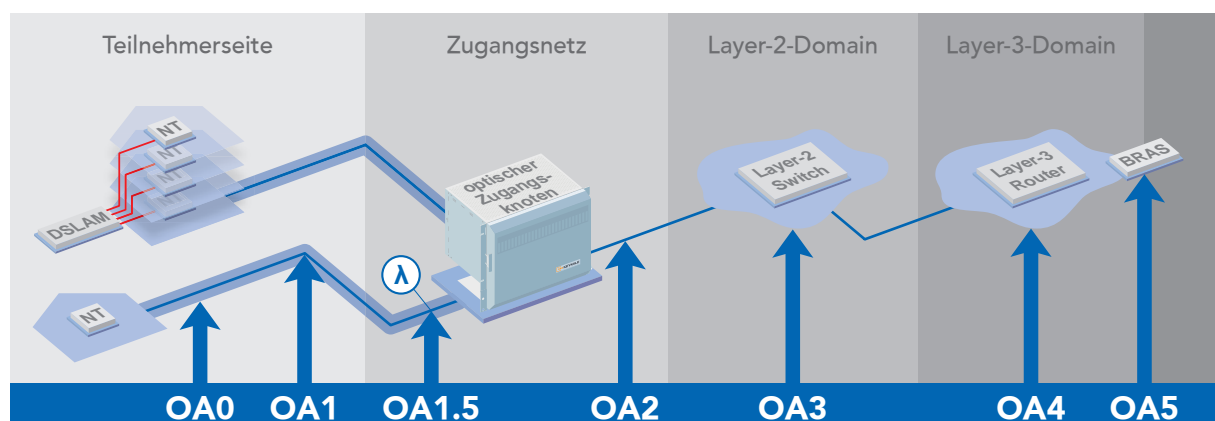 Teilnehmerseite
Zugangsnetz
Layer-2-Domain
Layer-3-Domain
NT
NT
NT
NT
DSLAM
NT
λ
optischer
Zugangs-
knoten
KEYMILE
Layer-2
Switch
Layer-3
Router
BRAS
OA0
OA1
OA1.5
OA2
OA3
OA4
OA5